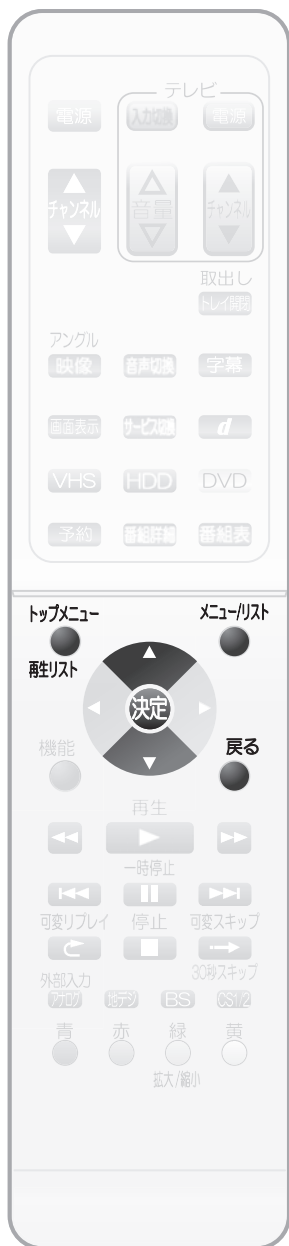 テレビ
電源 入力切換 電源
チャンネル 音量 チャンネル
取出し
トレイ開閉
アングル
映像 音声切換 字幕
画面表示 サービス切換 d
VHS HDD DVD
予約 番組詳細 番組表
トップメニュー メニュー/リスト
再生リスト
決定
機能 戻る
再生
一時停止
可変リプレイ 停止 可変スキップ
30秒スキップ
外部入力
アナログ 地デジ BS CS1/2
青 赤 緑 黄
拡大/縮小